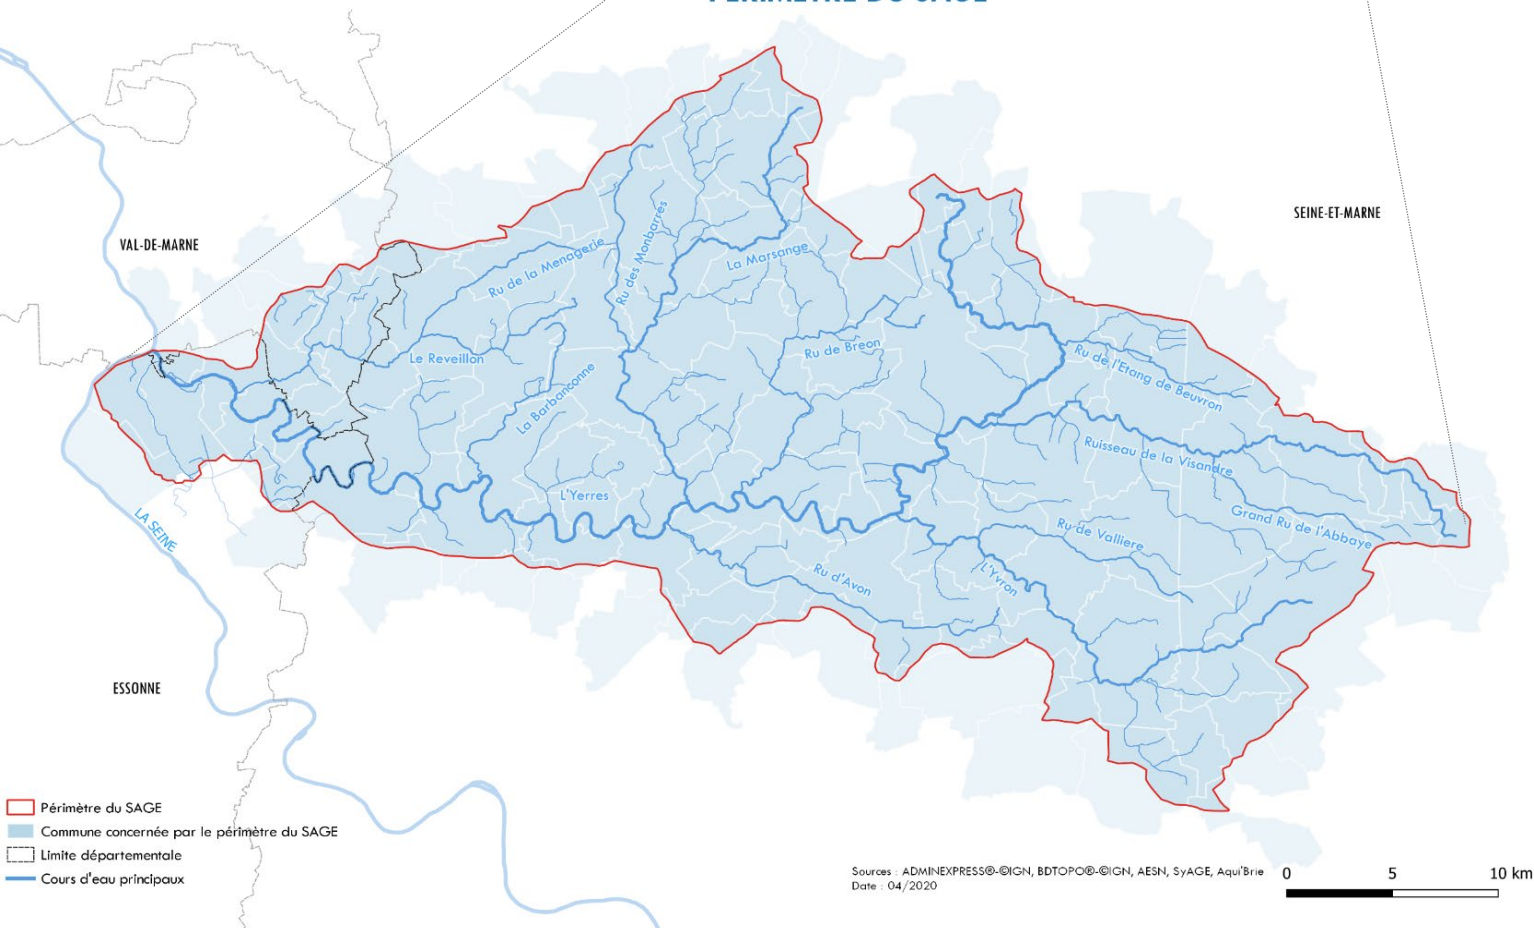 PÉRIMÈTRE DU SAGE
SEINE-ET-MARNE
VAL-DE-MARNE
Ru des Monbarres
La Marsange
Ru de la Menagerie
Ru de Breon
Le Reveillon
Ru de l'Etang de Beuvron
La Barbanconne
Ruisseau de la Visandre
L'Yerres
Grand Ru de l'Abbaye
LA SEINE
Ru de Valliere
Ru d'Avon
L'Yvron
ESSONNE
Périmètre du SAGE
Commune concernée par le périmètre du SAGE
Limite départementale
Cours d'eau principaux
Sources : ADMINEXPRESS®-©IGN, BDTOPO®-©IGN, AESN, SyAGE, Aqui'Brie
Date : 04/2020
0 5 10 km